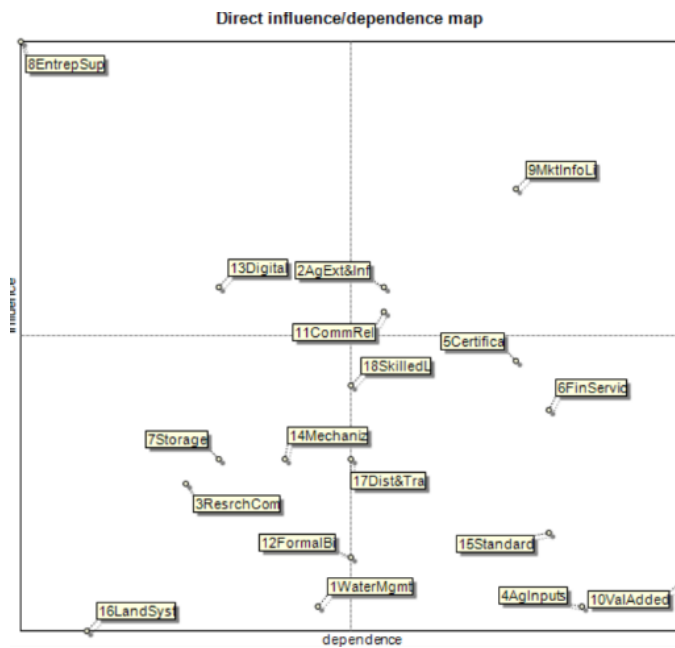 Direct influence/dependence map
8EntrepSup
9MktInfoLi
13Digital
2AgExt&Inf
influence
11CommRel
5Certifica
18SkilledL
6FinServic
7Storage
14Mechaniz
17Dist&Tra
3ResrchCom
12FormalBi
15Standard
1WaterMgmt
4AgInputs
10ValAdded
16LandSyst
dependence